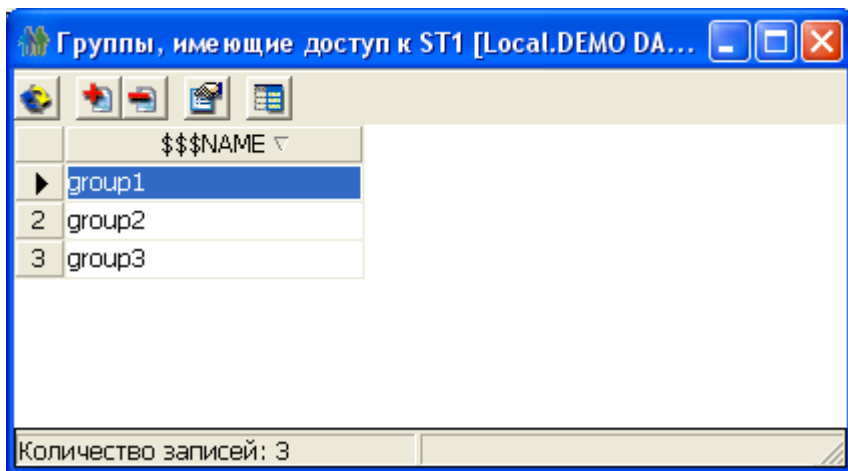 Группы, имеющие доступ к ST1 [Local.DEMO DA...
$$$NAME
group1
2 group2
3 group3
Количество записей: 3